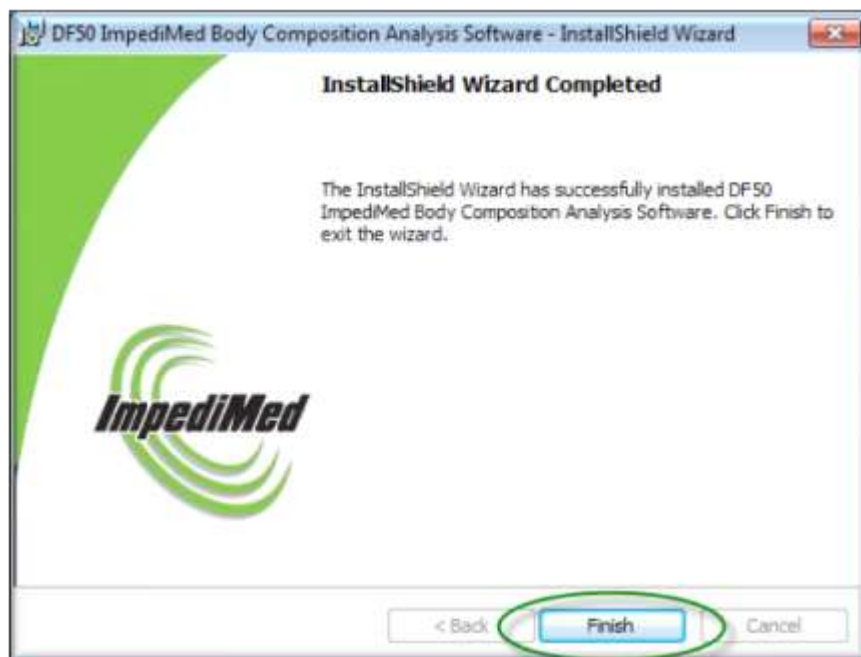 DF50 ImpediMed Body Composition Analysis Software - InstallShield Wizard
InstallShield Wizard Completed
The InstallShield Wizard has successfully installed DF50
ImpediMed Body Composition Analysis Software. Click Finish to
exit the wizard.
ImpediMed
< Back
Finish
Cancel